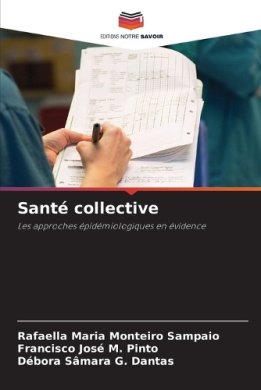 EDITIONS NOTRE SAVOIR
Santé collective
Les approches épidémiologiques en évidence
Rafaella Maria Monteiro Sampaio
Francisco José M. Pinto
Débora Sâmara G. Dantas